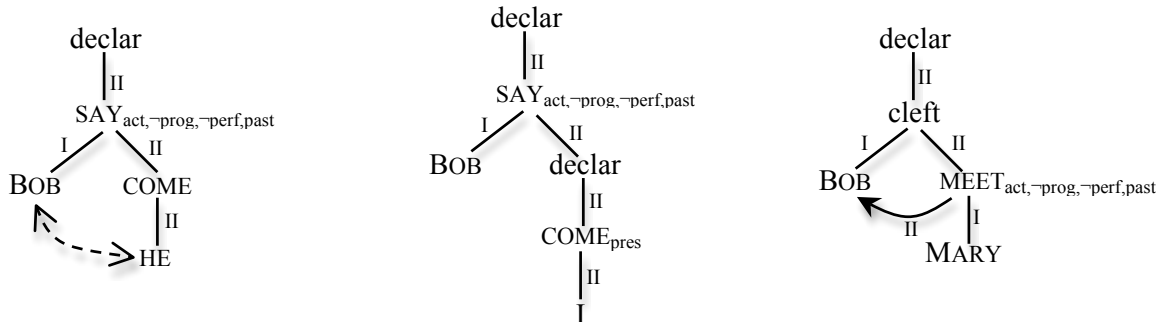 declar
II
SAYact,¬prog,¬perf,past
I II
BOB COME
II
HE
declar
II
SAYact,¬prog,¬perf,past
I II
BOB declar
II
COMEpres
II
I
declar
II
cleft
I II
BOB MEETact,¬prog,¬perf,past
II I
MARY